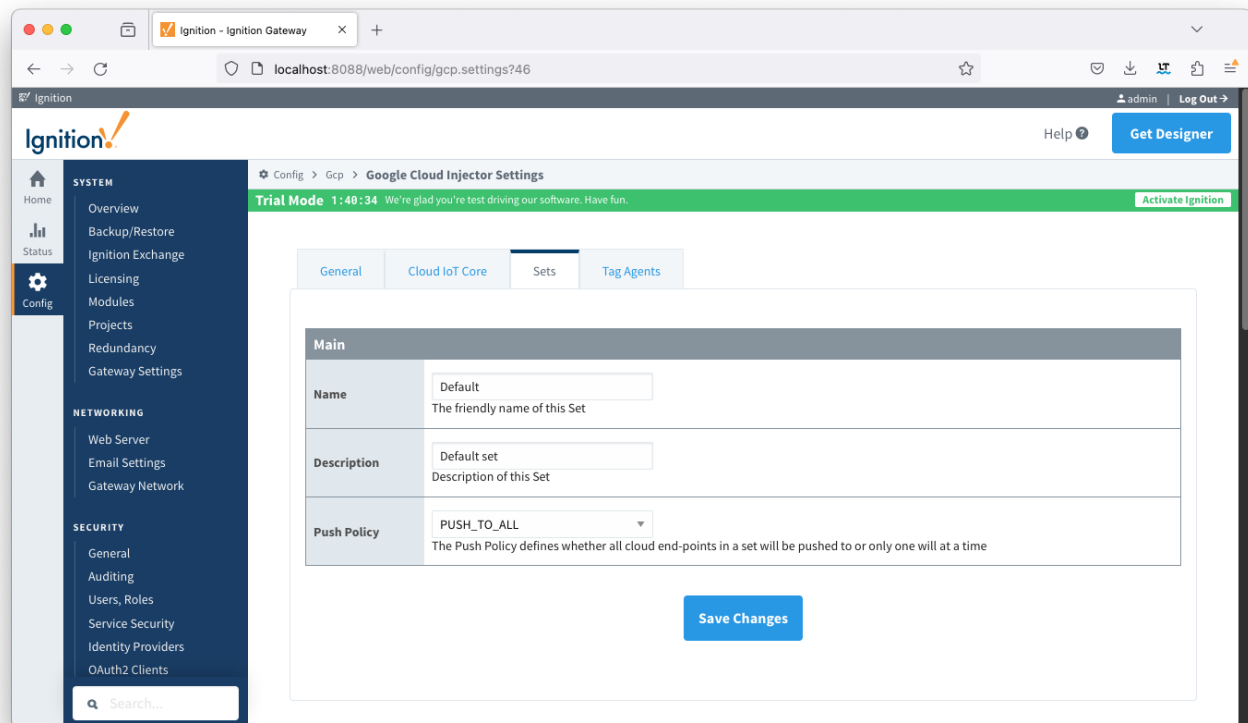 Ignition - Ignition Gateway
localhost:8088/web/config/gcp.settings?46
Ignition
admin | Log Out
Ignition!
Help
Get Designer
Home
Status
Config
SYSTEM
Overview
Backup/Restore
Ignition Exchange
Licensing
Modules
Projects
Redundancy
Gateway Settings
NETWORKING
Web Server
Email Settings
Gateway Network
SECURITY
General
Auditing
Users, Roles
Service Security
Identity Providers
OAuth2 Clients
Search...
Config > Gcp > Google Cloud Injector Settings
Trial Mode 1:40:34 We're glad you're test driving our software. Have fun.
Activate Ignition
General
Cloud IoT Core
Sets
Tag Agents
Main
Name
Default
The friendly name of this Set
Description
Default set
Description of this Set
Push Policy
PUSH_TO_ALL
The Push Policy defines whether all cloud end-points in a set will be pushed to or only one will at a time
Save Changes